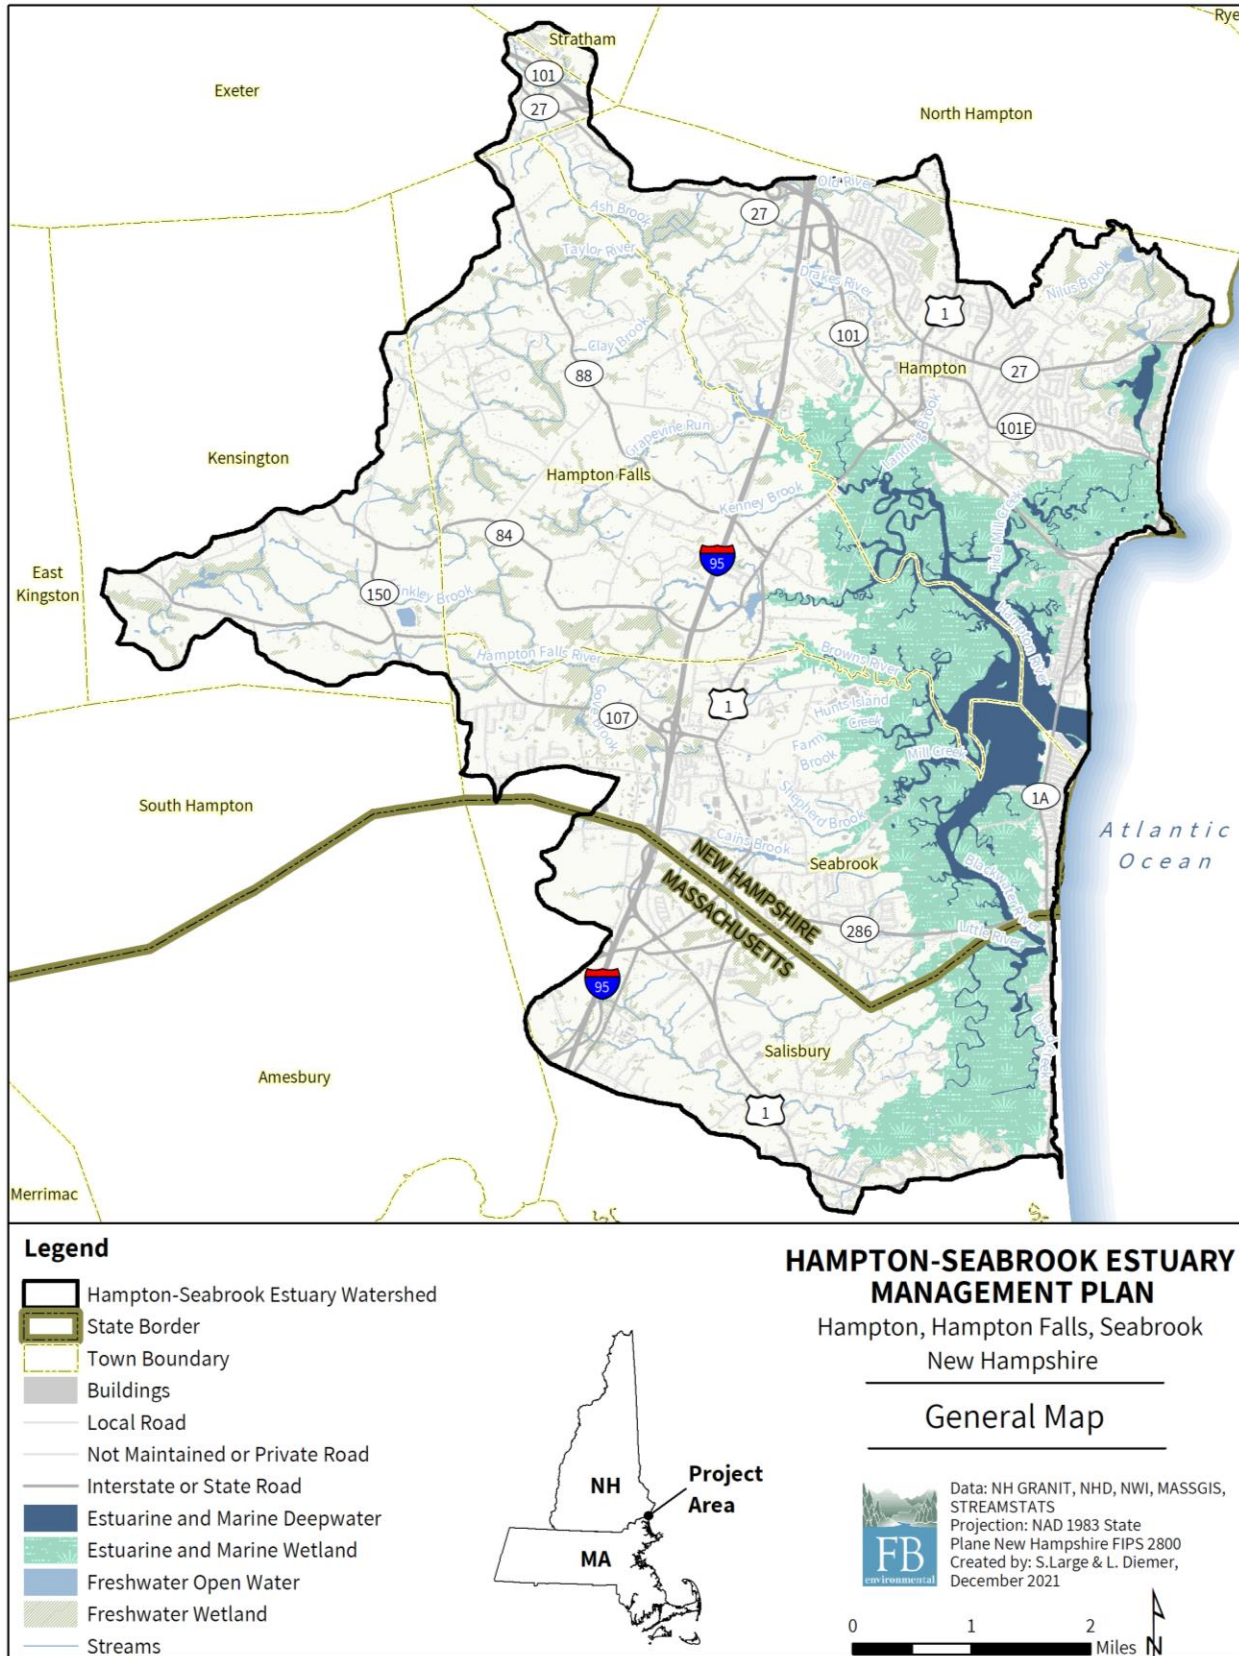 Rye
Stratham
Exeter
101
27
North Hampton
Old River
Ash Brook
27
Taylor River
Drakes River
Nilus Brook
1
101
Clay Brook
88
Hampton
27
Landing Brook
101E
Grapevine Run
Kensington
Hampton Falls
Kenney Brook
84
Tide Mill Creek
95
East
Kingston
150
nkley Brook
Hampton River
Hampton Falls River
Browns River
Gove Brook
107
1
Hunts Island
Creek
Farm
Brook
Mill Creek
South Hampton
Shepherd Brook
1A
Atlantic
Ocean
Cains Brook
NEW HAMPSHIRE
MASSACHUSETTS
Seabrook
Blackwater River
286
Little River
95
Salisbury
Amesbury
1
Merrimac
Legend
Hampton-Seabrook Estuary Watershed
State Border
Town Boundary
Buildings
Local Road
Not Maintained or Private Road
Interstate or State Road
Estuarine and Marine Deepwater
Estuarine and Marine Wetland
Freshwater Open Water
Freshwater Wetland
Streams
NH
MA
Project
Area
HAMPTON-SEABROOK ESTUARY
MANAGEMENT PLAN
Hampton, Hampton Falls, Seabrook
New Hampshire
General Map
FB
environmental
Data: NH GRANIT, NHD, NWI, MASSGIS,
STREAMSTATS
Projection: NAD 1983 State
Plane New Hampshire FIPS 2800
Created by: S.Large & L. Diemer,
December 2021
0 1 2
Miles
N